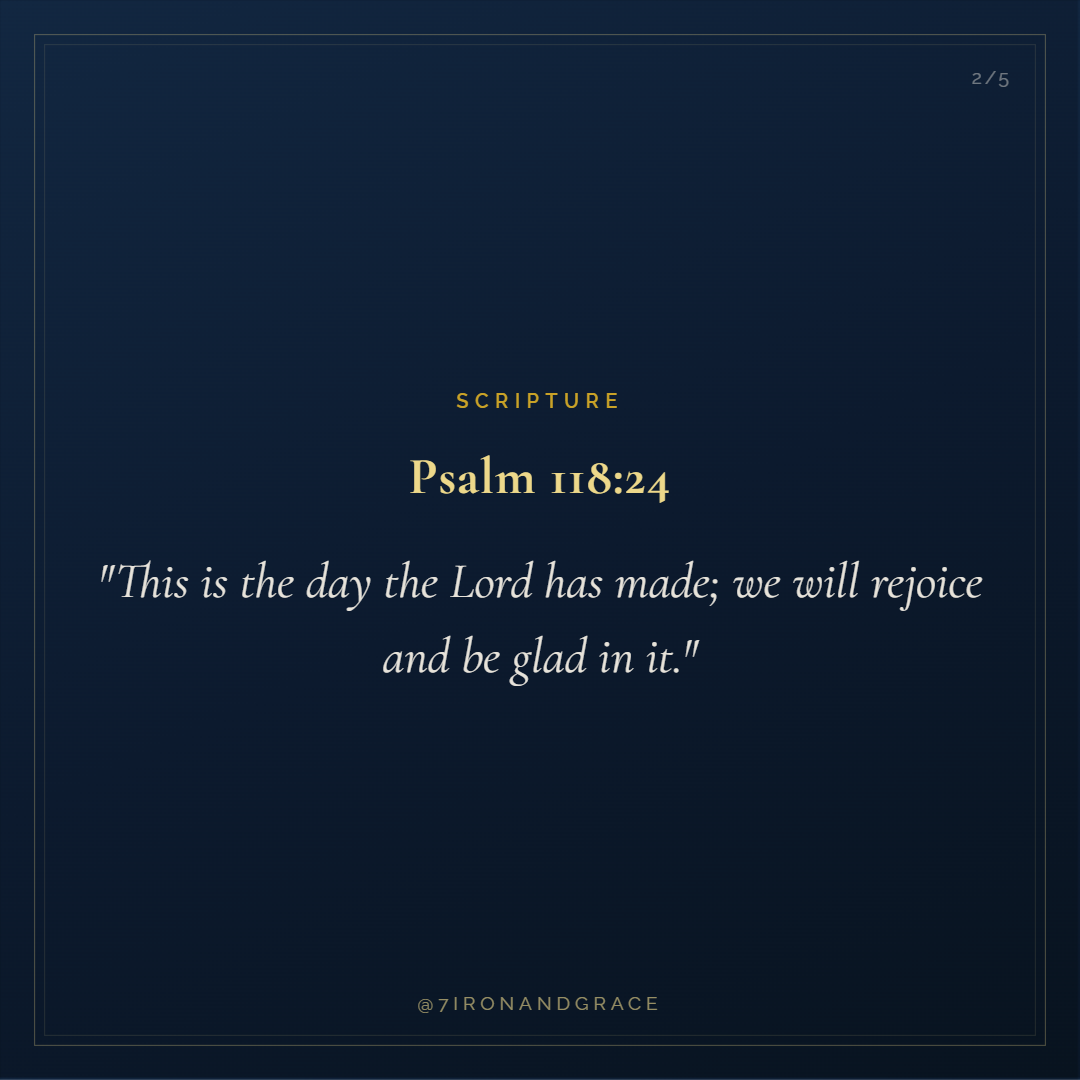 2/5
SCRIPTURE
Psalm 118:24
"This is the day the Lord has made; we will rejoice
and be glad in it."
@7IRONANDGRACE